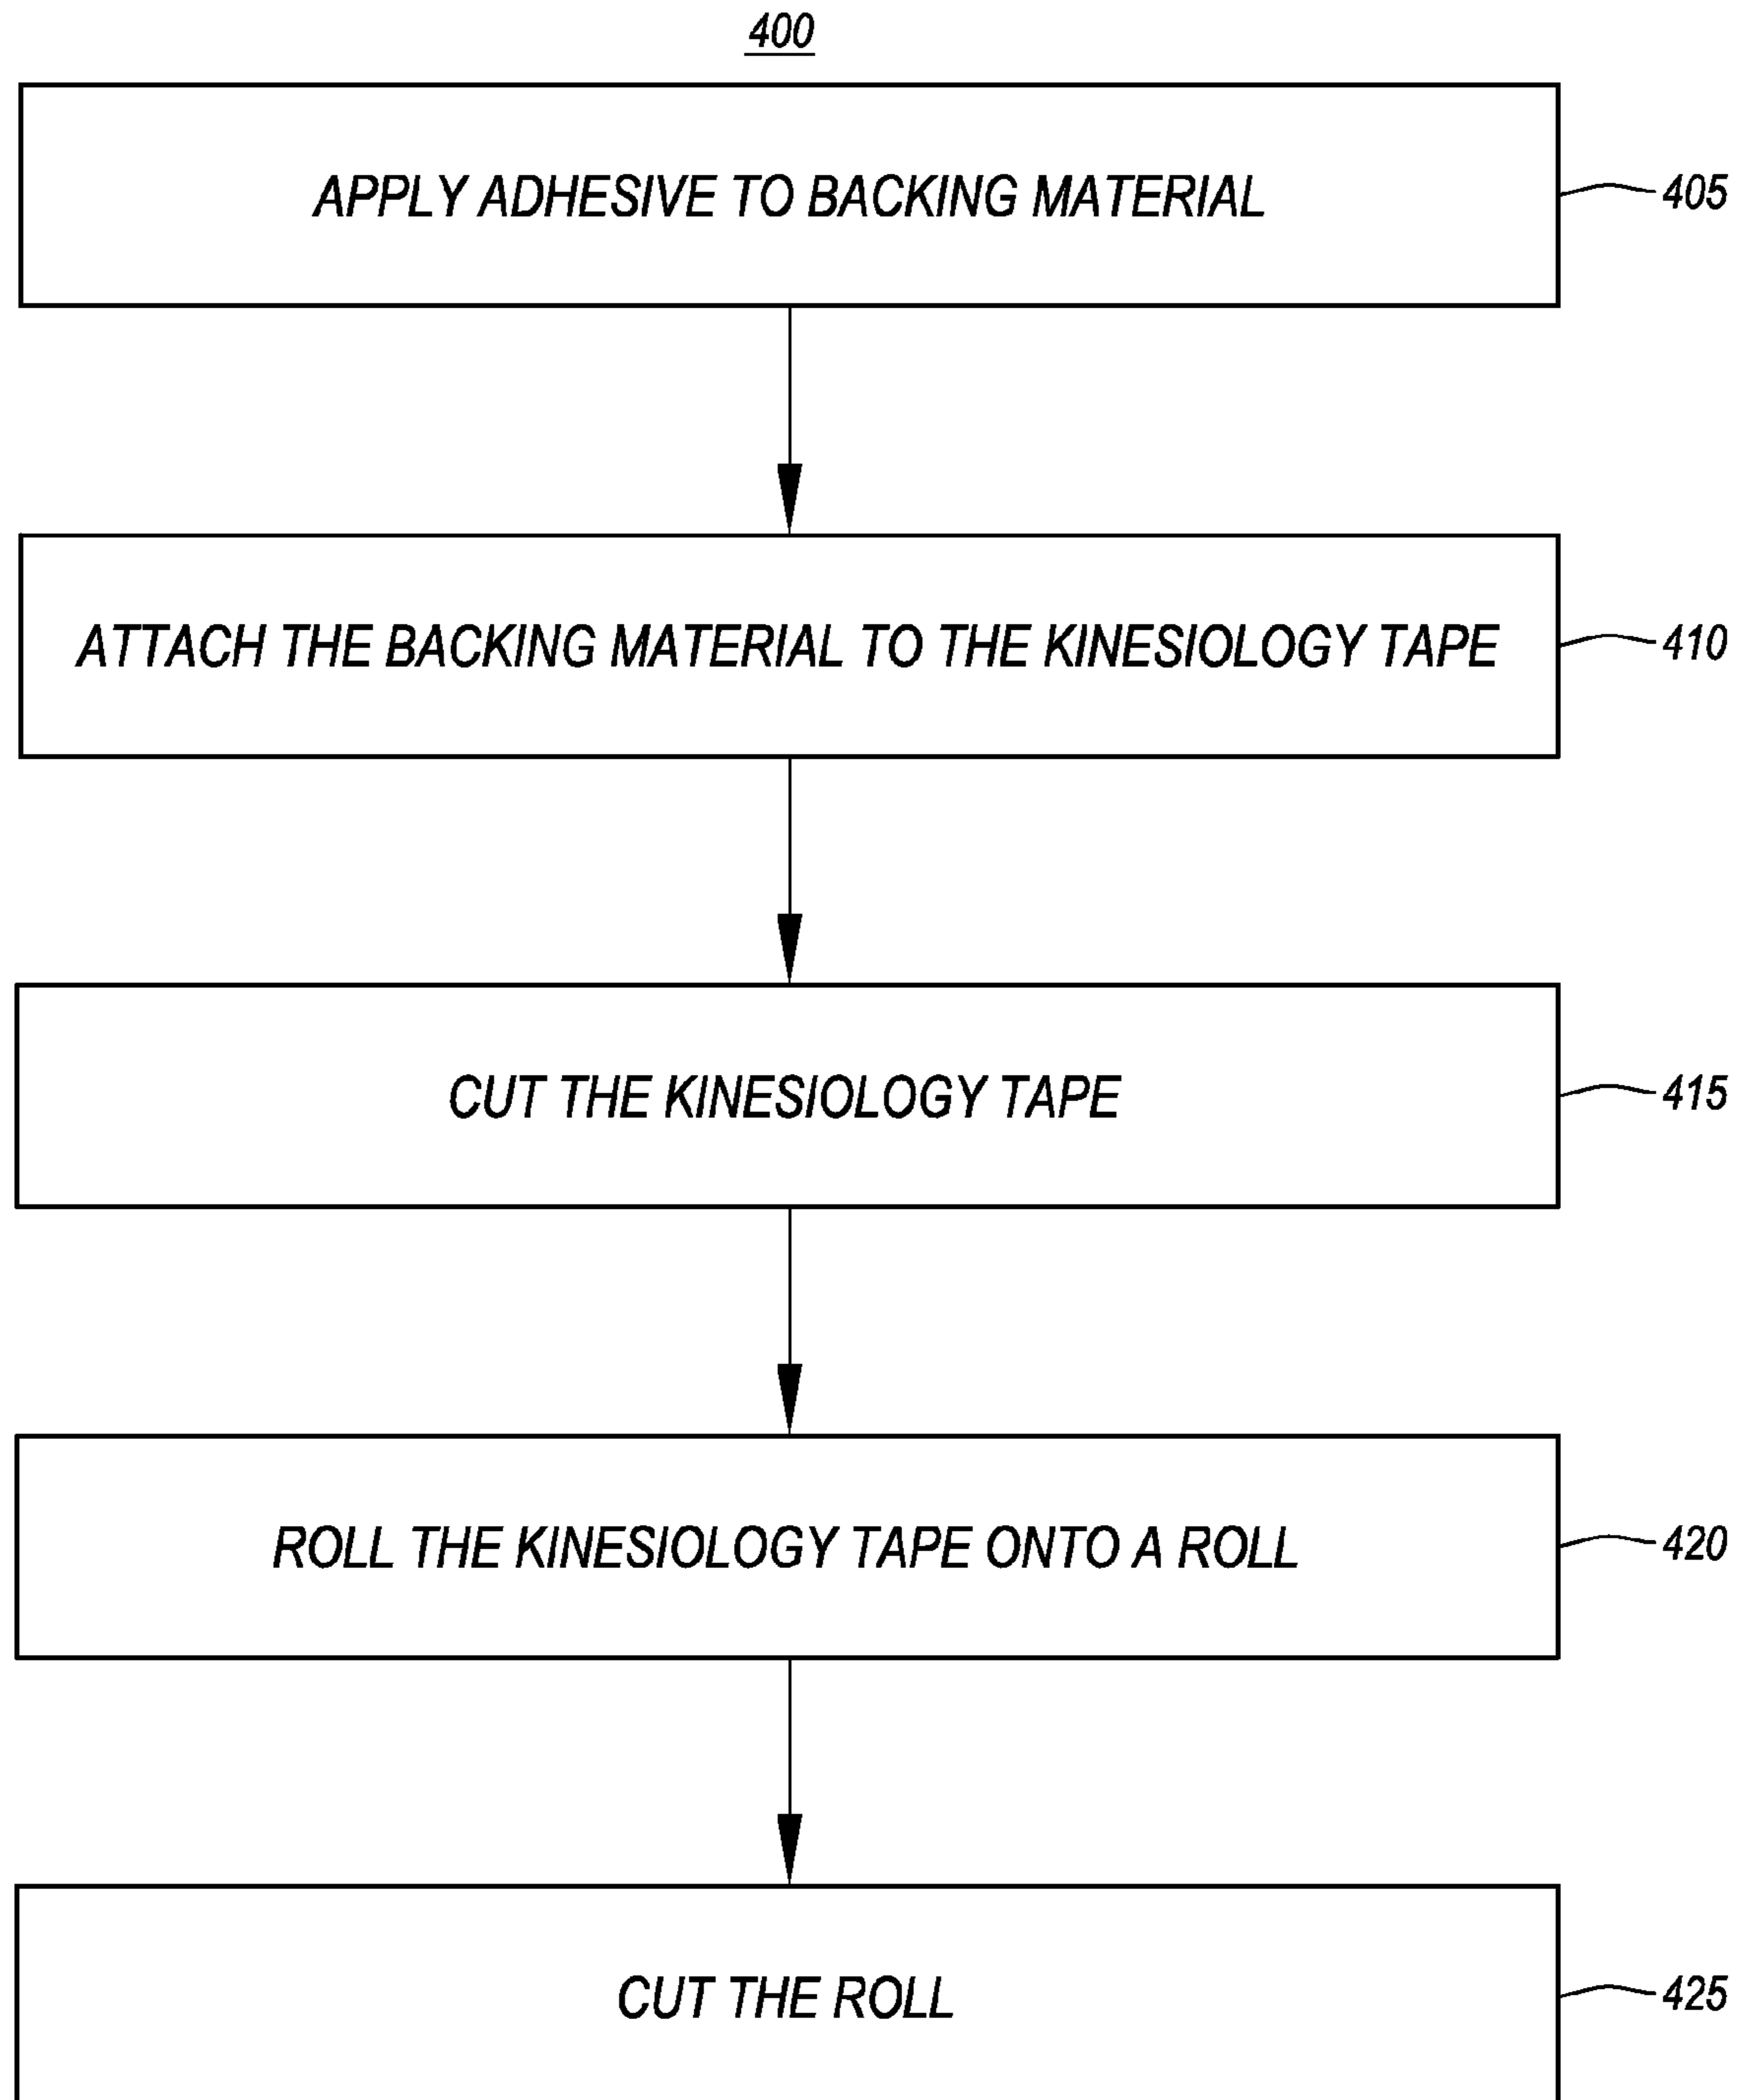 400
APPLY ADHESIVE TO BACKING MATERIAL
405
ATTACH THE BACKING MATERIAL TO THE KINESIOLOGY TAPE
410
CUT THE KINESIOLOGY TAPE
415
ROLL THE KINESIOLOGY TAPE ONTO A ROLL
420
CUT THE ROLL
425